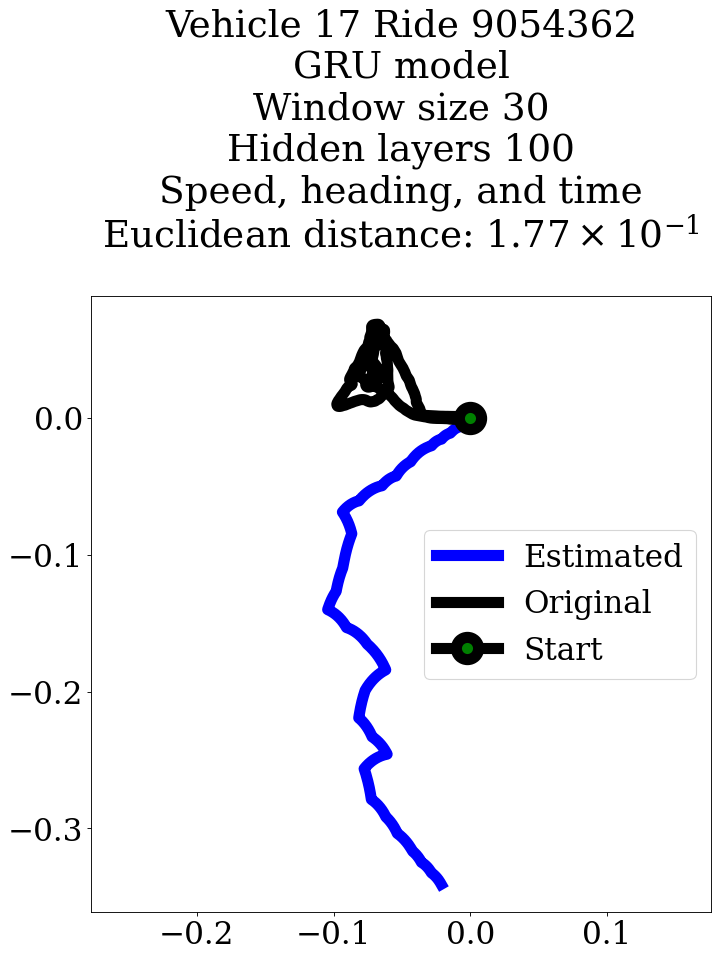 Vehicle 17 Ride 9054362
GRU model
Window size 30
Hidden layers 100
Speed, heading, and time
Euclidean distance: 1.77 × 10⁻¹
0.0
−0.1
−0.2
−0.3
Estimated
Original
Start
−0.2 −0.1 0.0 0.1